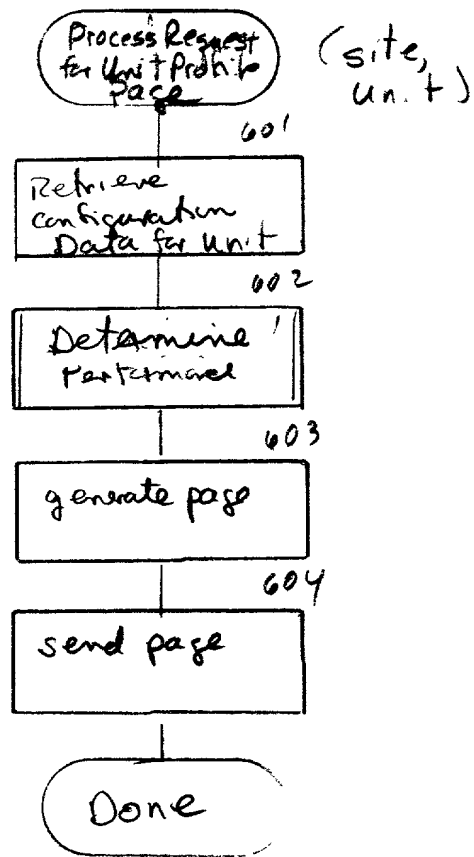 Process Request
for Unit Profile
Page
(site,
unit)
601
Retrieve
configuration
Data for unit
602
Determine
Performance
603
generate page
604
send page
Done